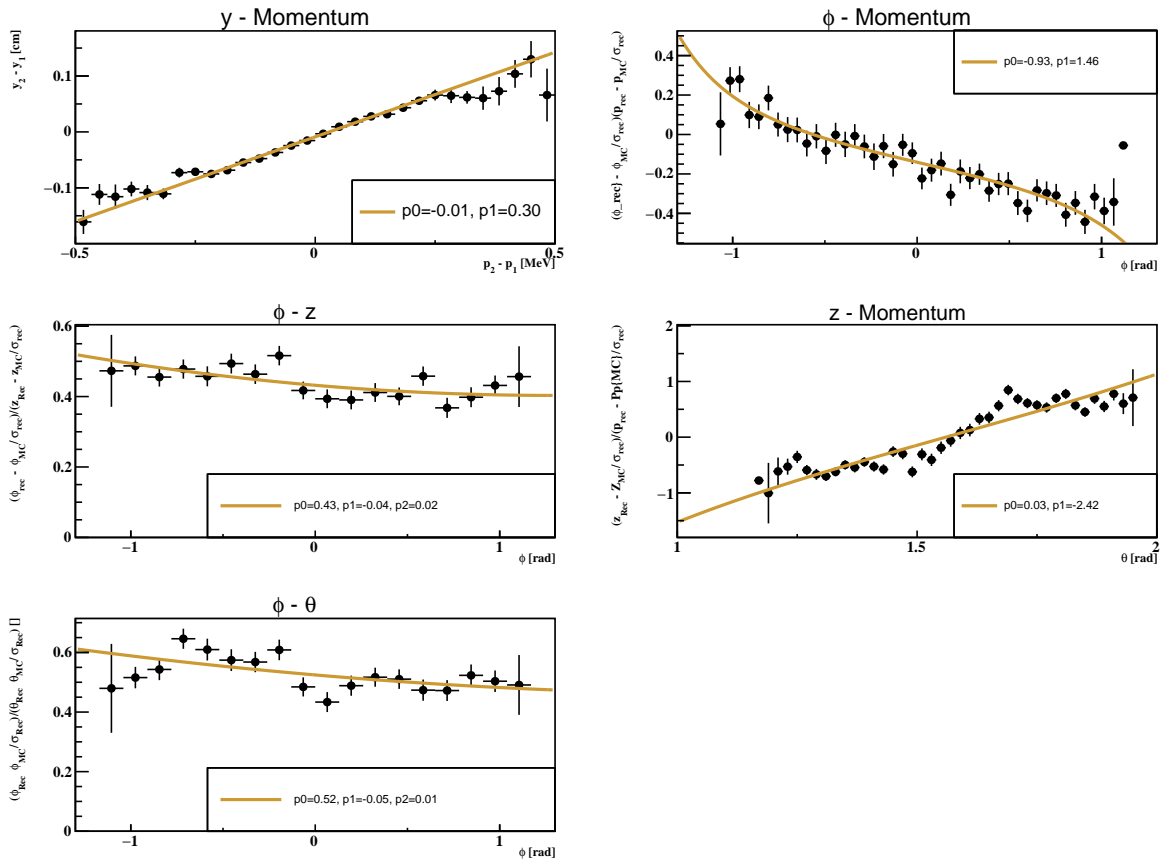 y - Momentum
y₂ - y₁ [cm]
0.1
0
−0.1
p0=-0.01, p1=0.30
−0.5 0 0.5
p₂ - p₁ [MeV]
ϕ - Momentum
(ϕ_rec} - ϕ_MC/σ_rec)(p_rec - p_MC/σ_rec)
0.4
0.2
0
−0.2
−0.4
p0=-0.93, p1=1.46
−1 0 1
ϕ [rad]
ϕ - z
(ϕ_rec - ϕ_MC/σ_rec)/(z_Rec - z_MC/σ_rec)
0.6
0.4
0.2
0
p0=0.43, p1=-0.04, p2=0.02
−1 0 1
ϕ [rad]
z - Momentum
(z_Rec - Z_MC/σ_rec)/(p_rec - Pp{MC}/σ_rec)
2
1
0
−1
p0=0.03, p1=-2.42
1 1.5 2
θ [rad]
ϕ - θ
(ϕ_Rec ϕ_MC/σ_Rec)/(θ_Rec θ_MC/σ_Rec) []
0.6
0.4
0.2
0
p0=0.52, p1=-0.05, p2=0.01
−1 0 1
ϕ [rad]